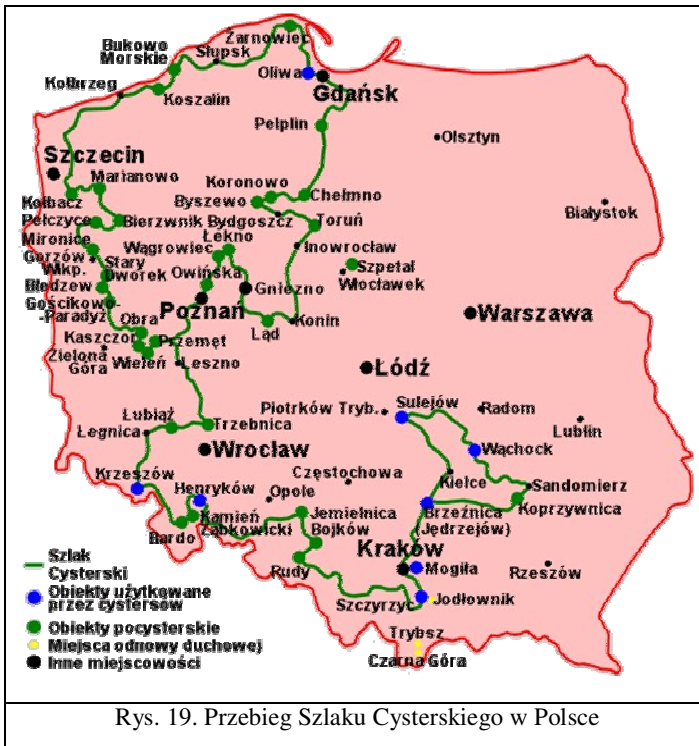 Żarnowiec
Bukowo
Morskie
Słupsk
Oliwa
Gdańsk
Kołobrzeg
Koszalin
Pelplin
Olsztyn
Szczecin
Marianowo
Koronowo
Kołbacz
Byszewo
Chełmno
Białystok
Pełczyce
Bierzwnik
Bydgoszcz
Toruń
Mironice
Łekno
Wągrowiec
Inowrocław
Gorzów
Wlkp.
Stary
Dworek
Owińska
Szpetal
Włocławek
Bledzew
Gniezno
Gościkowo-
-Paradyż
Poznań
Warszawa
Obra
Konin
Kaszczor
Przemęt
Ląd
Zielona
Góra
Wieleń
Leszno
Łódź
Sulejów
Piotrków Tryb.
Radom
Lubiąż
Trzebnica
Lublin
Legnica
Wrocław
Wąchock
Krzeszów
Częstochowa
Kielce
Henryków
Opole
Sandomierz
Jemielnica
Brzeźnica
(Jędrzejów)
Koprzywnica
Kamień
Ząbkowicki
Bardo
Bojków
Kraków
Mogiła
Rzeszów
Rudy
Szczyrzyc
Jodłownik
Trybsz
Czarna Góra
Szlak
Cysterski
Obiekty użytkowane
przez cystersów
Obiekty pocysterskie
Miejsca odnowy duchowej
Inne miejscowości
Rys. 19. Przebieg Szlaku Cysterskiego w Polsce